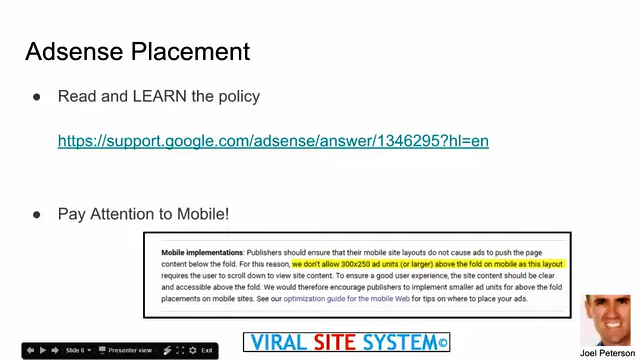 Adsense Placement
● Read and LEARN the policy
https://support.google.com/adsense/answer/1346295?hl=en
● Pay Attention to Mobile!
Mobile implementations: Publishers should ensure that their mobile site layouts do not cause ads to push the page
content below the fold. For this reason, we don't allow 300x250 ad units (or larger) above the fold on mobile as this layout
requires the user to scroll down to view site content. To ensure a good user experience, the site content should be clear
and accessible above the fold. We would therefore encourage publishers to implement smaller ad units for above the fold
placements on mobile sites. See our optimization guide for the mobile Web for tips on where to place your ads.
VIRAL SITE SYSTEM©
Slide 6
Presenter view
Exit
Joel Peterson